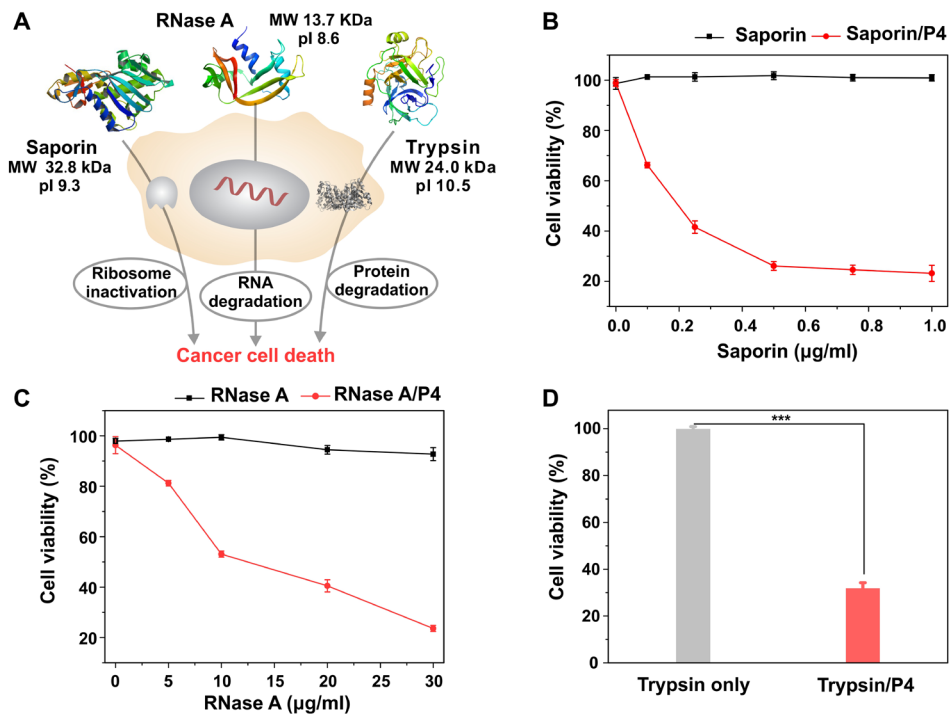 A
RNase A
MW 13.7 KDa
pI 8.6
Saporin
MW 32.8 kDa
pI 9.3
Trypsin
MW 24.0 kDa
pI 10.5
Ribosome
inactivation
RNA
degradation
Protein
degradation
Cancer cell death
B
Saporin
Saporin/P4
Cell viability (%)
100
80
60
40
20
0.0
0.2
0.4
0.6
0.8
1.0
Saporin (μg/ml)
C
RNase A
RNase A/P4
Cell viability (%)
100
80
60
40
20
0
5
10
15
20
25
30
RNase A (μg/ml)
D
***
Cell viability (%)
100
80
60
40
20
0
Trypsin only
Trypsin/P4